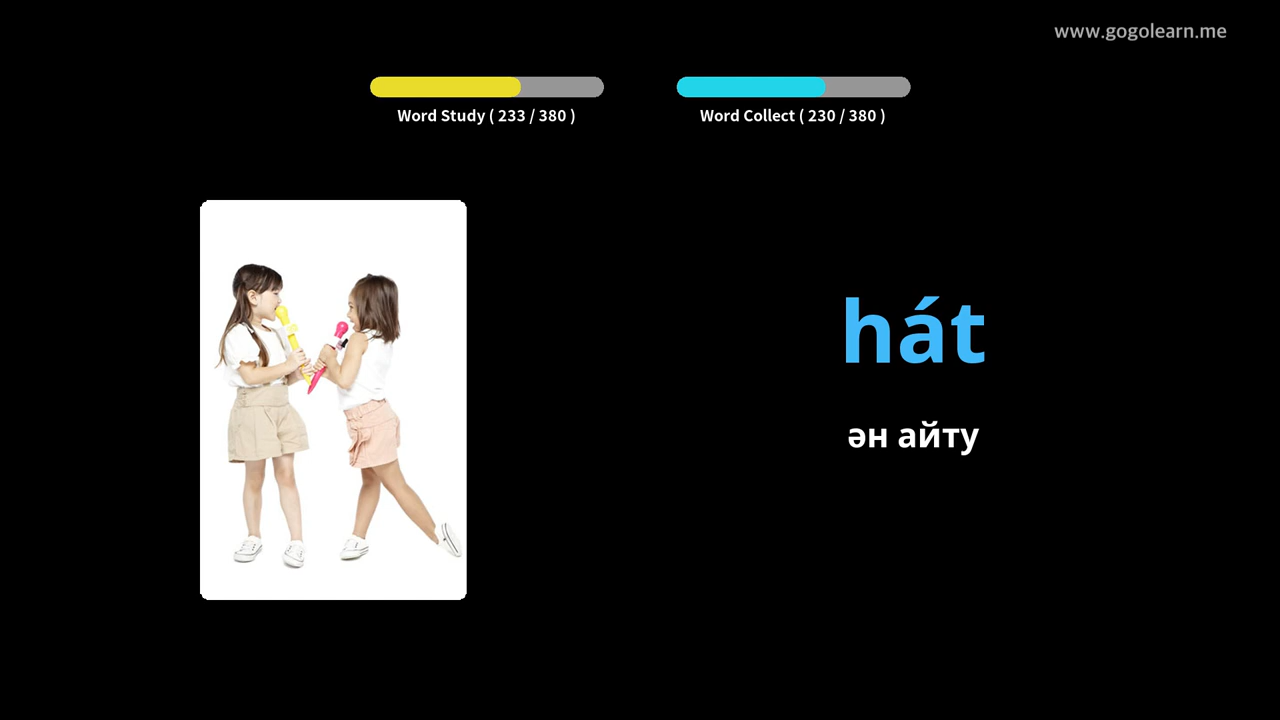 www.gogolearn.me
Word Study ( 233 / 380 )
Word Collect ( 230 / 380 )
hát
ән айту